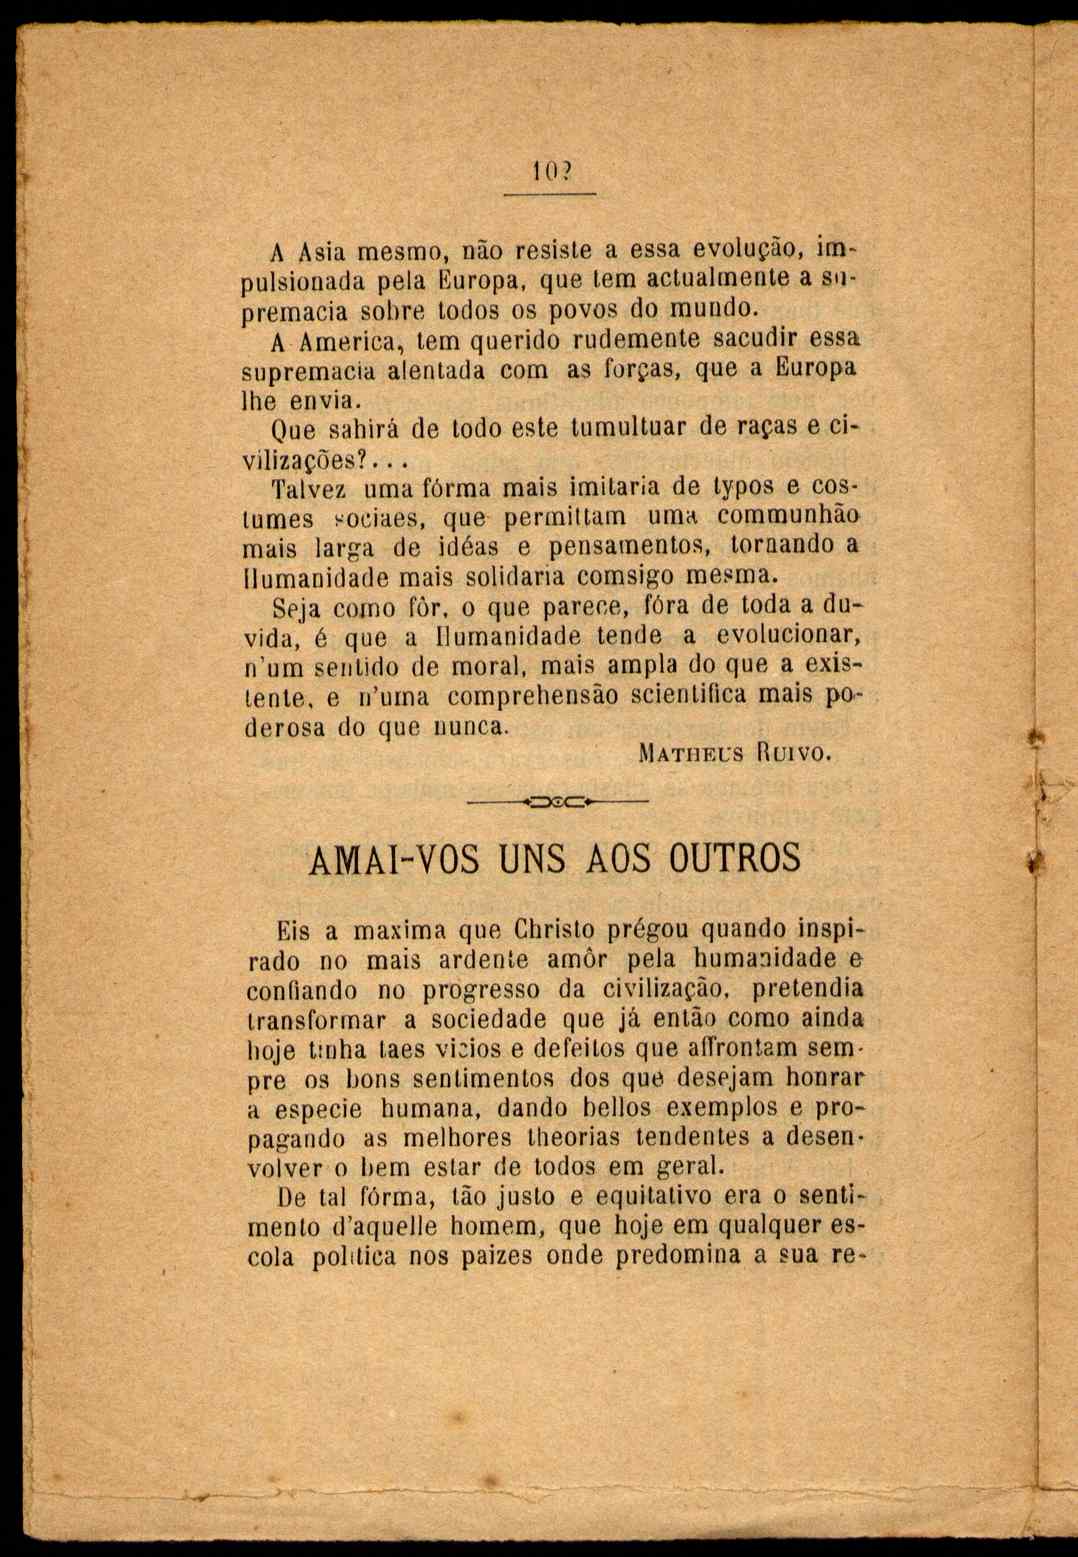 102
A Asia mesmo, não resiste a essa evolução, im-
pulsionada pela Europa, que tem actualmente a su-
premacia sobre todos os povos do mundo.
A America, tem querido rudemente sacudir essa
supremacia alentada com as forças, que a Europa
lhe envia.
Que sahirá de todo este tumultuar de raças e ci-
vilizações?...
Talvez uma fórma mais imitaria de typos e cos-
tumes sociaes, que permittam uma communhão
mais larga de idéas e pensamentos, tornando a
Humanidade mais solidaria comsigo mesma.
Seja como fôr, o que parece, fóra de toda a du-
vida, é que a Humanidade tende a evolucionar,
n'um sentido de moral, mais ampla do que a exis-
tente, e n'uma comprehensão scientifica mais po-
derosa do que nunca.
MATHEUS RUIVO.
AMAI-VOS UNS AOS OUTROS
Eis a maxima que Christo prégou quando inspi-
rado no mais ardente amôr pela humanidade e
confiando no progresso da civilização, pretendia
transformar a sociedade que já então como ainda
hoje tinha taes vicios e defeitos que affrontam sem-
pre os bons sentimentos dos que desejam honrar
a especie humana, dando bellos exemplos e pro-
pagando as melhores theorias tendentes a desen-
volver o bem estar de todos em geral.
De tal fórma, tão justo e equitativo era o senti-
mento d'aquelle homem, que hoje em qualquer es-
cola politica nos paizes onde predomina a sua re-